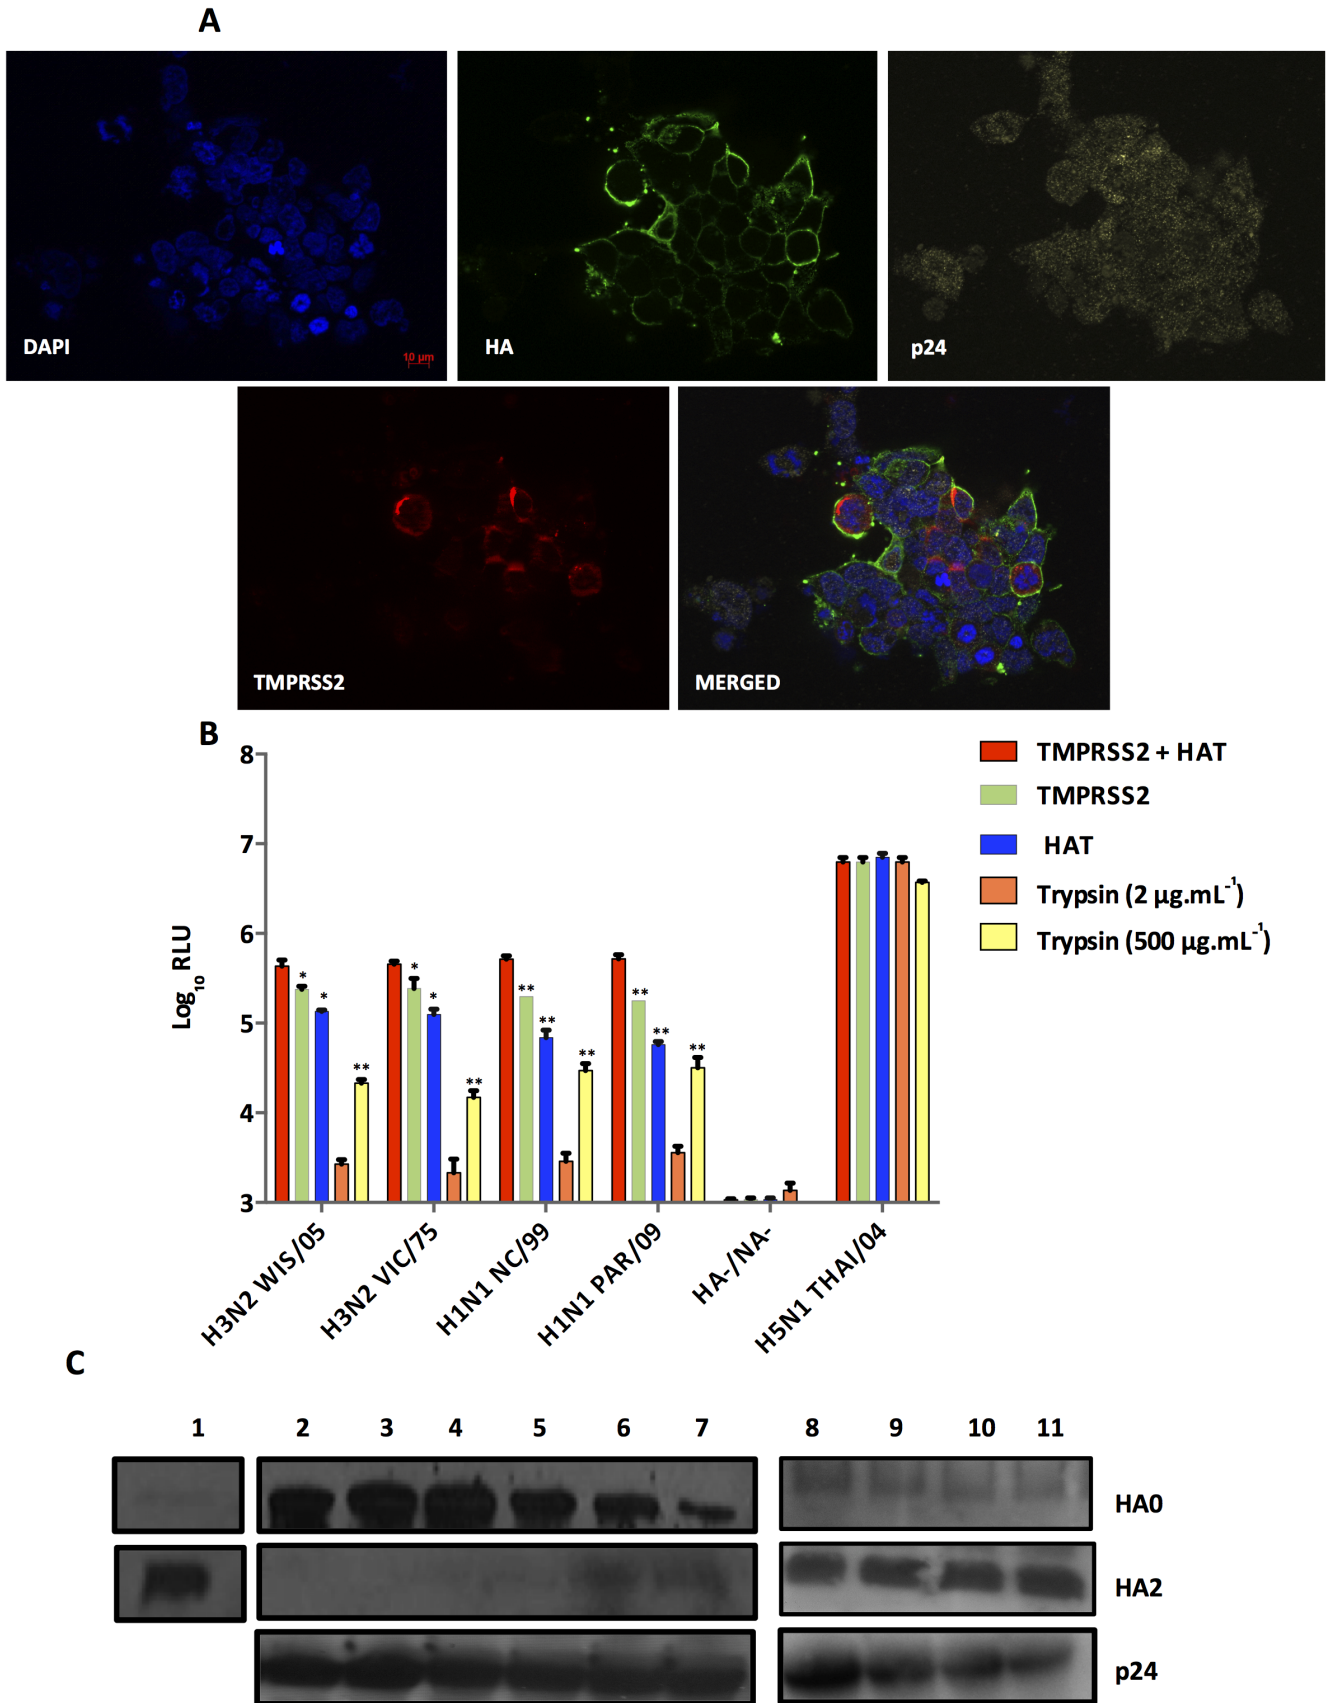 A
DAPI
10 µm
HA
p24
TMPRSS2
MERGED
B
8
7
6
5
4
3
Log10 RLU
* * **
* * **
** ** **
** ** **
TMPRSS2 + HAT
TMPRSS2
HAT
Trypsin (2 µg.mL⁻¹)
Trypsin (500 µg.mL⁻¹)
H3N2 WIS/05
H3N2 VIC/75
H1N1 NC/99
H1N1 PAR/09
HA-/NA-
H5N1 THAI/04
C
1 2 3 4 5 6 7 8 9 10 11
HA0
HA2
p24